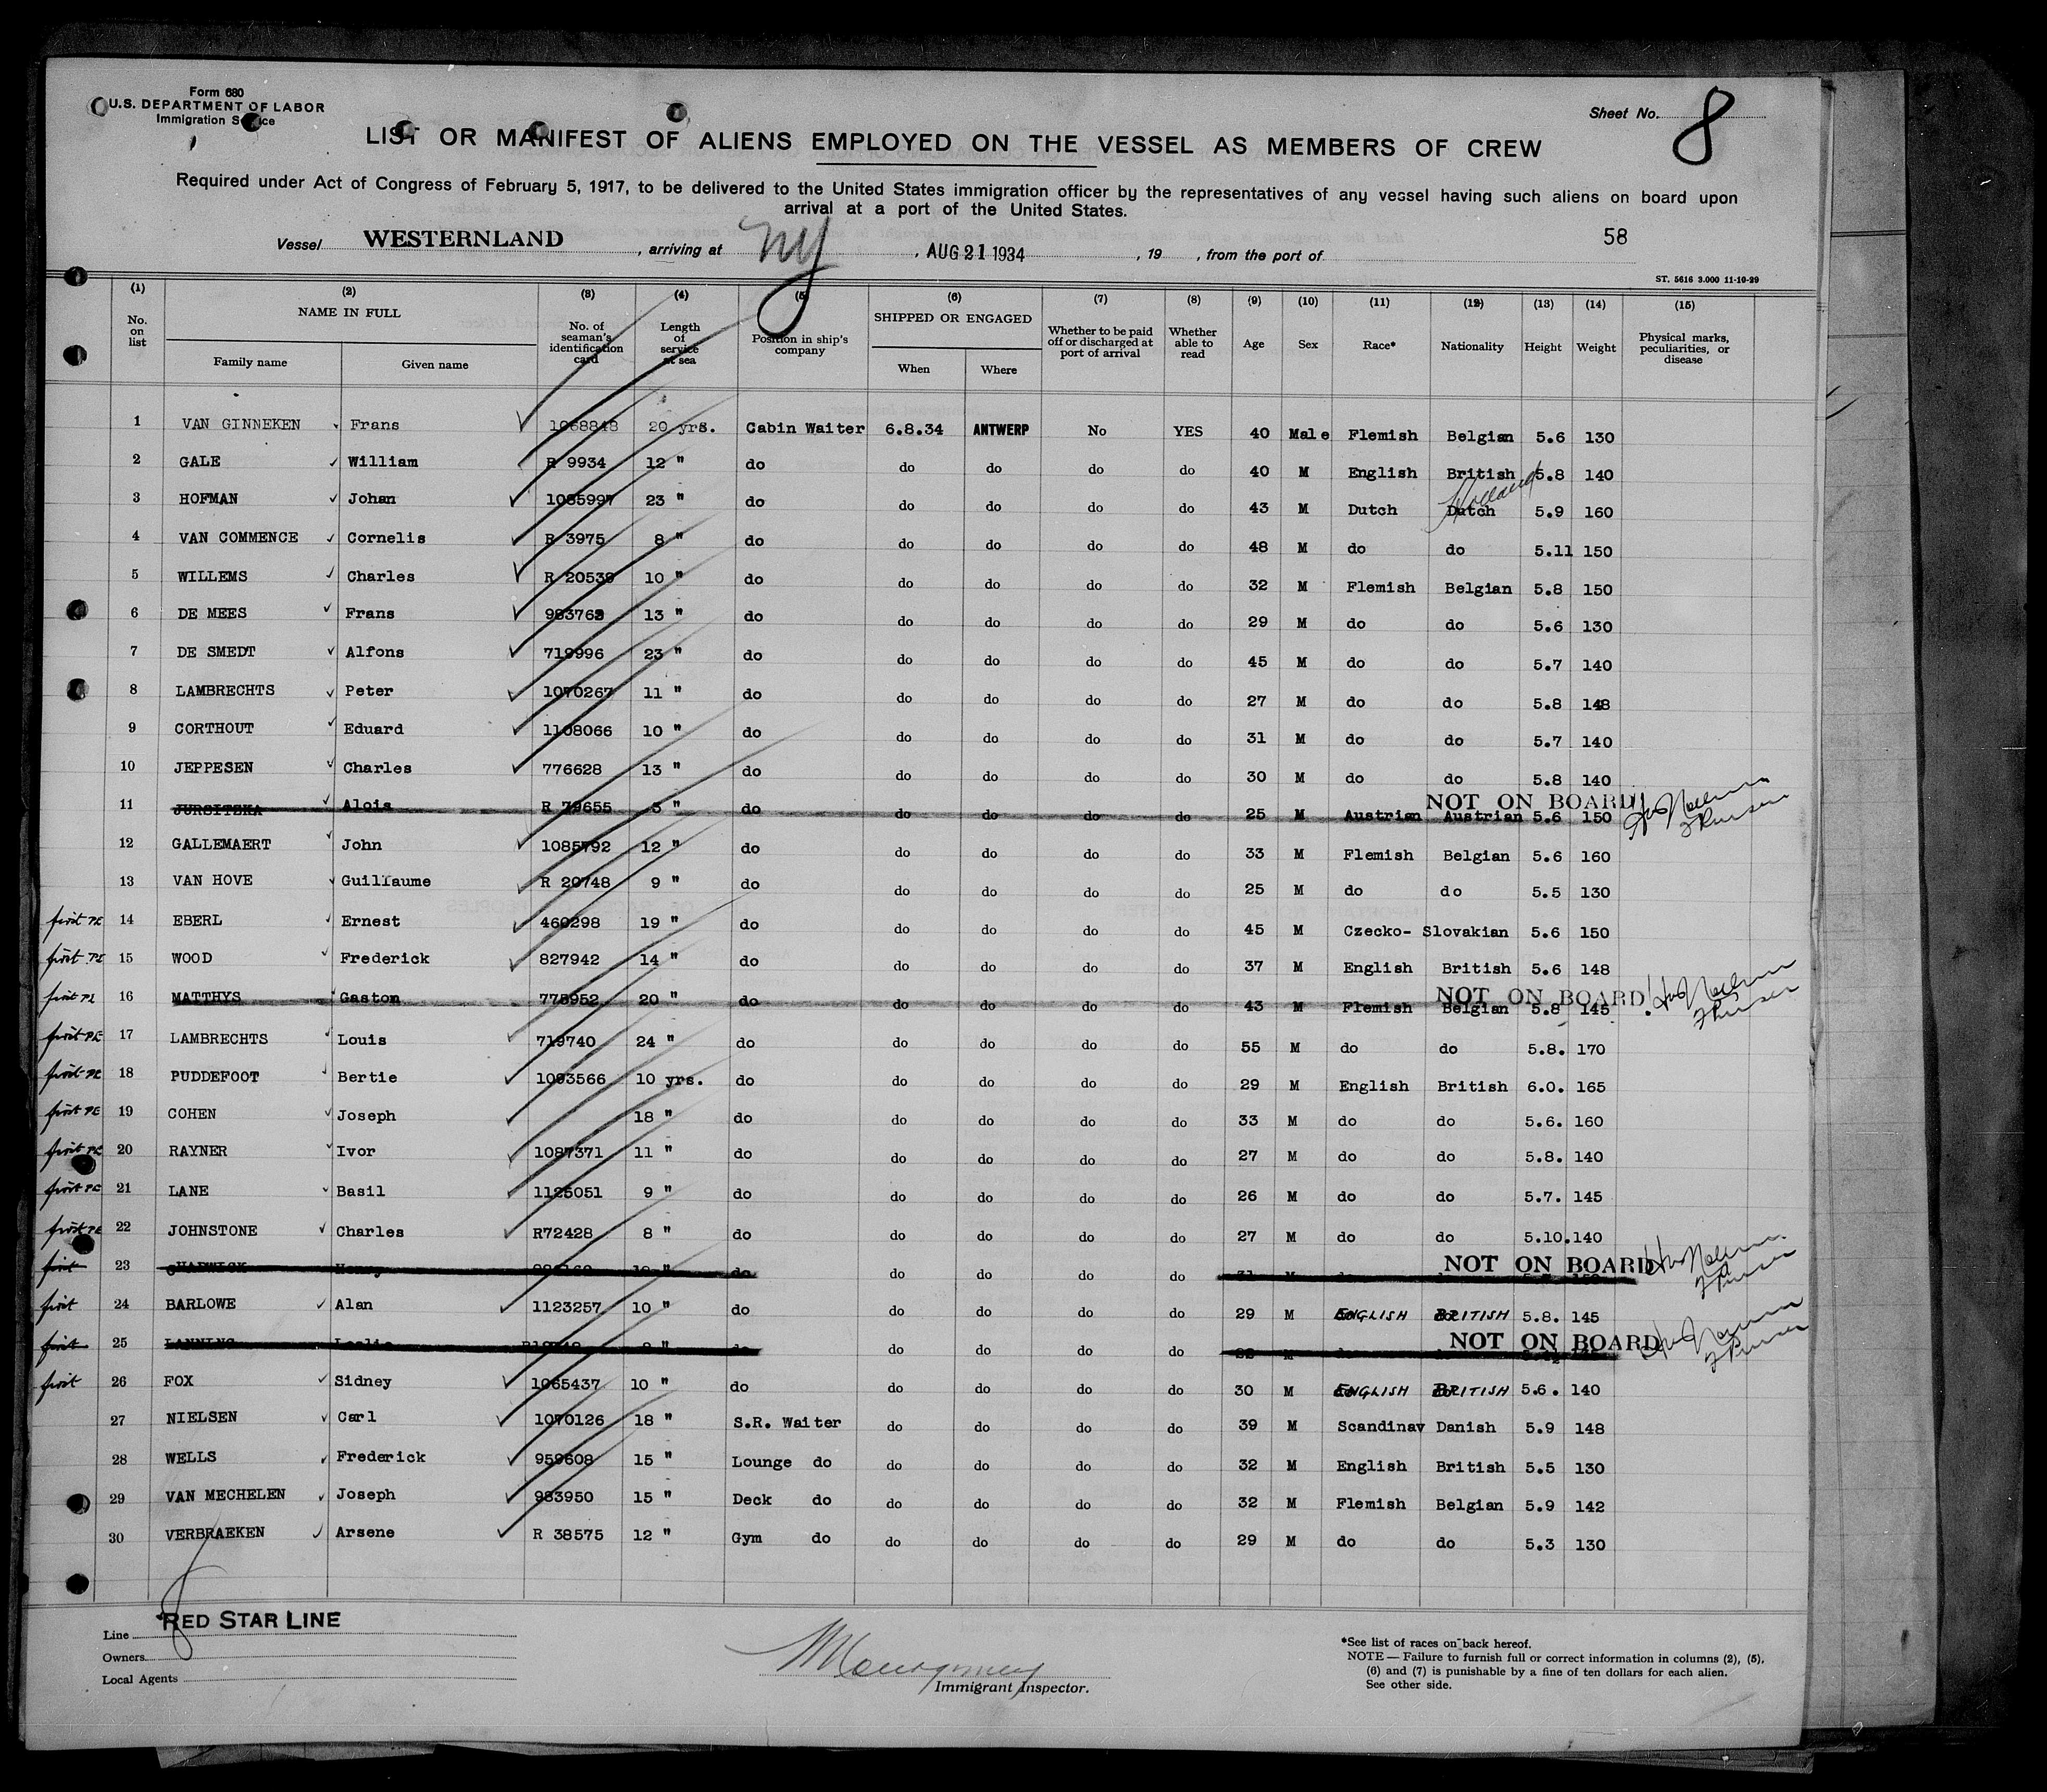 Form 680
U.S. DEPARTMENT OF LABOR
Immigration Service
Sheet No. 8
LIST OR MANIFEST OF ALIENS EMPLOYED ON THE VESSEL AS MEMBERS OF CREW
Required under Act of Congress of February 5, 1917, to be delivered to the United States immigration officer by the representatives of any vessel having such aliens on board upon
arrival at a port of the United States.
58
Vessel WESTERNLAND, arriving at NY, AUG 21 1934, 19 , from the port of
ST. 5616 3.000 11-10-29
(1) (2) (3) (4) (5) (6) (7) (8) (9) (10) (11) (12) (13) (14) (15)
No. on list NAME IN FULL Family name Given name No. of seaman's identification card Length of service at sea Position in ship's company SHIPPED OR ENGAGED When Where Whether to be paid off or discharged at port of arrival Whether able to read Age Sex Race* Nationality Height Weight Physical marks, peculiarities, or disease
1 VAN GINNEKEN Frans 1068848 20 yrs. Cabin Waiter 6.8.34 ANTWERP No YES 40 Male Flemish Belgian 5.6 130
2 GALE William R 9934 12 " do do do do do 40 M English British 5.8 140
3 HOFMAN Johan 1085997 23 " do do do do do 43 M Dutch Dutch Holland 5.9 160
4 VAN COMMENCE Cornelis R 3975 8 " do do do do do 48 M do do 5.11 150
5 WILLEMS Charles R 20539 10 " do do do do do 32 M Flemish Belgian 5.8 150
6 DE MEES Frans 983762 13 " do do do do do 29 M do do 5.6 130
7 DE SMEDT Alfons 719996 23 " do do do do do 45 M do do 5.7 140
8 LAMBRECHTS Peter 1070267 11 " do do do do do 27 M do do 5.8 148
9 CORTHOUT Eduard 1108066 10 " do do do do do 31 M do do 5.7 140
10 JEPPESEN Charles 776628 13 " do do do do do 30 M do do 5.8 140
11 JURSITSKA Alois R 79655 5 " do do do do do 25 M Austrian Austrian 5.6 150 NOT ON BOARD
12 GALLEMAERT John 1085792 12 " do do do do do 33 M Flemish Belgian 5.6 160
13 VAN HOVE Guillaume R 20748 9 " do do do do do 25 M do do 5.5 130
first 14 EBERL Ernest 460298 19 " do do do do do 45 M Czecko-Slovakian 5.6 150
first 15 WOOD Frederick 827942 14 " do do do do do 37 M English British 5.6 148
first 16 MATTHYS Gaston 775952 20 " do do do do do 43 M Flemish Belgian 5.8 145 NOT ON BOARD
first 17 LAMBRECHTS Louis 719740 24 " do do do do do 55 M do do 5.8. 170
first 18 PUDDEFOOT Bertie 1093566 10 yrs. do do do do do 29 M English British 6.0. 165
first 19 COHEN Joseph 18 " do do do do do 33 M do do 5.6. 160
first 20 RAYNER Ivor 1087371 11 " do do do do do 27 M do do 5.8. 140
first 21 LANE Basil 1125051 9 " do do do do do 26 M do do 5.7. 145
first 22 JOHNSTONE Charles R72428 8 " do do do do do 27 M do do 5.10. 140
first 23 CHADWICK Henry do do do do do 31 M NOT ON BOARD
first 24 BARLOWE Alan 1123257 10 " do do do do do 29 M ENGLISH BRITISH 5.8. 145
first 25 LANNING Leslie do do do do M NOT ON BOARD
first 26 FOX Sidney 1065437 10 " do do do do do 30 M ENGLISH BRITISH 5.6. 140
27 NIELSEN Carl 1070126 18 " S.R. Waiter do do do do 39 M Scandinav Danish 5.9 148
28 WELLS Frederick 959608 15 " Lounge do do do do do 32 M English British 5.5 130
29 VAN MECHELEN Joseph 983950 15 " Deck do do do do do 32 M Flemish Belgian 5.9 142
30 VERBRAEKEN Arsene R 38575 12 " Gym do do do do do 29 M do do 5.3 130
Line RED STAR LINE
Owners
Local Agents
Montgomery
Immigrant Inspector.
*See list of races on back hereof.
NOTE — Failure to furnish full or correct information in columns (2), (5),
(6) and (7) is punishable by a fine of ten dollars for each alien.
See other side.